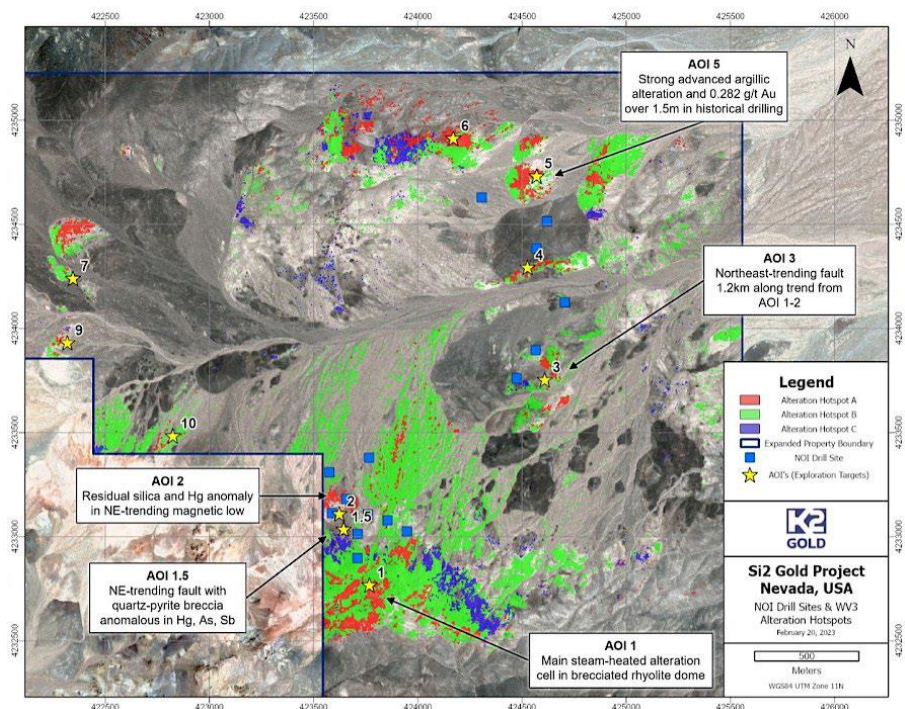 422000
422500
423000
423500
424000
424500
425000
425500
426000
4235000
4234500
4234000
4233500
4233000
4232500
N
AOI 5
Strong advanced argillic
alteration and 0.282 g/t Au
over 1.5m in historical drilling
6
5
4
7
AOI 3
Northeast-trending fault
1.2km along trend from
AOI 1-2
9
3
10
AOI 2
Residual silica and Hg anomaly
in NE-trending magnetic low
2
1.5
AOI 1.5
NE-trending fault with
quartz-pyrite breccia
anomalous in Hg, As, Sb
1
AOI 1
Main steam-heated alteration
cell in brecciated rhyolite dome
Legend
Alteration Hotspot A
Alteration Hotspot B
Alteration Hotspot C
Expanded Property Boundary
NOI Drill Site
AOI's (Exploration Targets)
K2
GOLD
Si2 Gold Project
Nevada, USA
NOI Drill Sites & WV3
Alteration Hotspots
February 20, 2023
500
Meters
WGS84 UTM Zone 11N